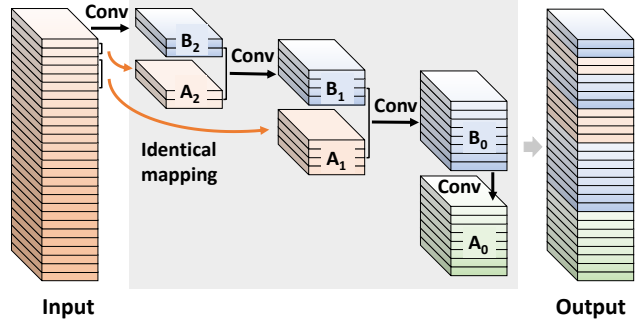 Conv
B2
A2
Conv
B1
A1
Conv
B0
Conv
A0
Identical
mapping
Input
Output